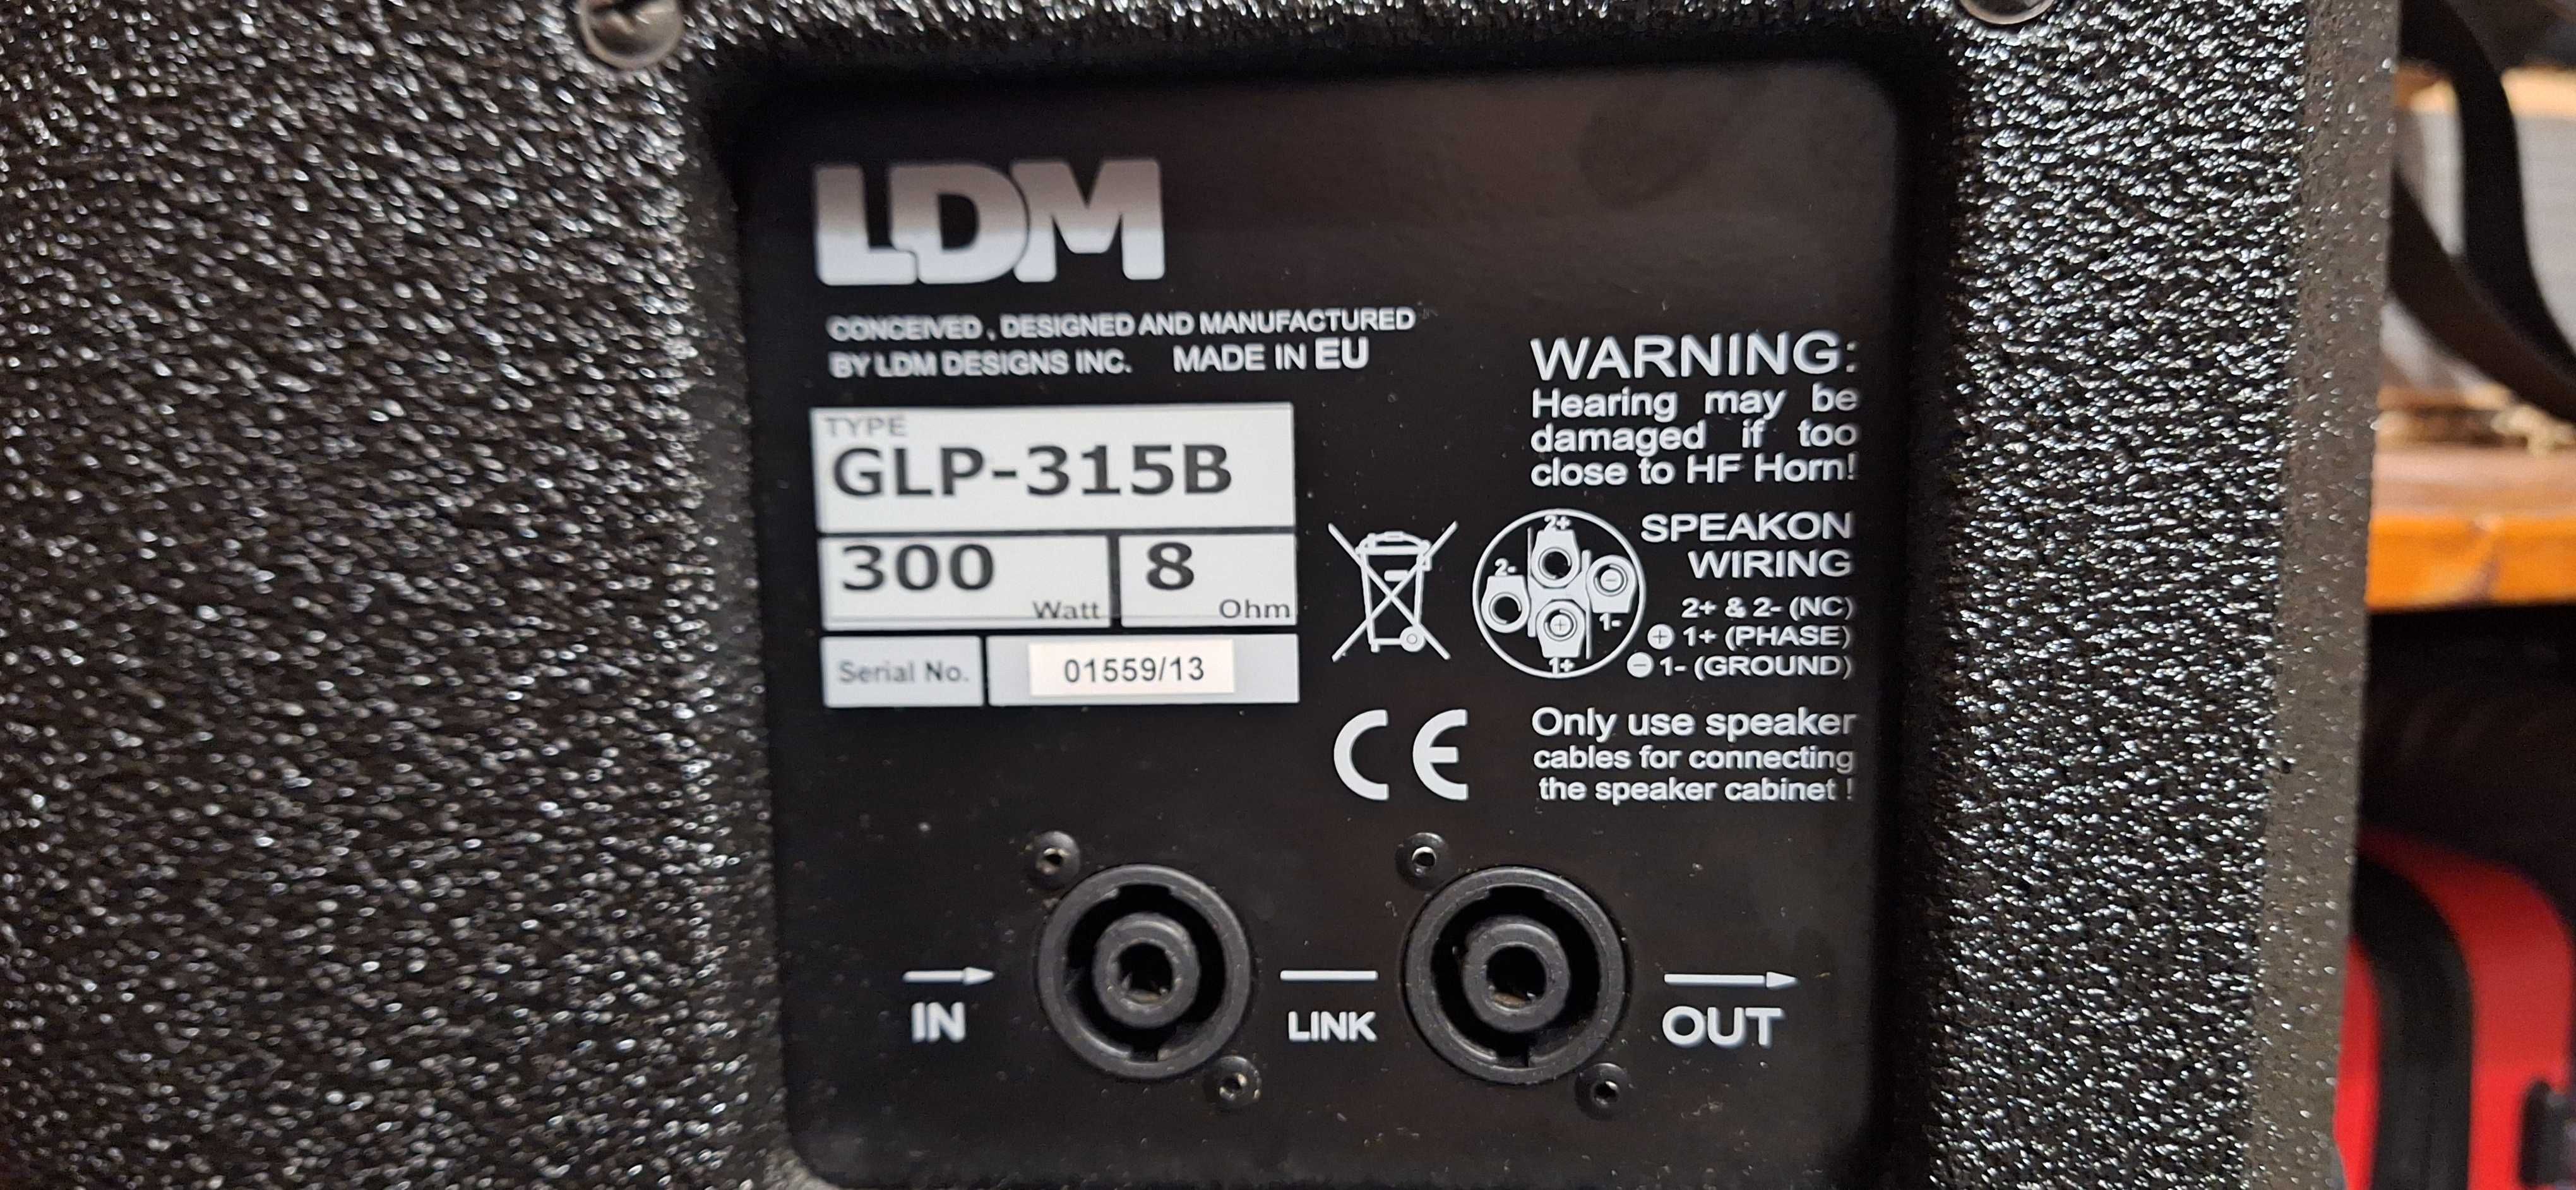 LDM
CONCEIVED , DESIGNED AND MANUFACTURED
BY LDM DESIGNS INC. MADE IN EU
TYPE
GLP-315B
300 Watt
8 Ohm
Serial No. 01559/13
WARNING:
Hearing may be
damaged if too
close to HF Horn!
2+
2-
1-
1+
SPEAKON
WIRING
2+ & 2- (NC)
+ 1+ (PHASE)
- 1- (GROUND)
CE
Only use speaker
cables for connecting
the speaker cabinet !
IN
LINK
OUT